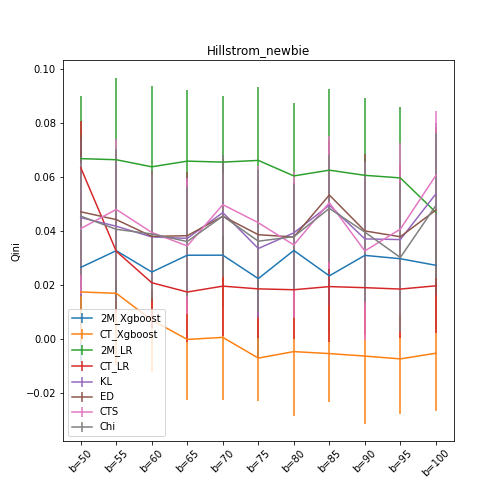 Hillstrom_newbie
0.10
0.08
0.06
0.04
0.02
0.00
−0.02
Qini
2M_Xgboost
CT_Xgboost
2M_LR
CT_LR
KL
ED
CTS
Chi
b=50
b=55
b=60
b=65
b=70
b=75
b=80
b=85
b=90
b=95
b=100